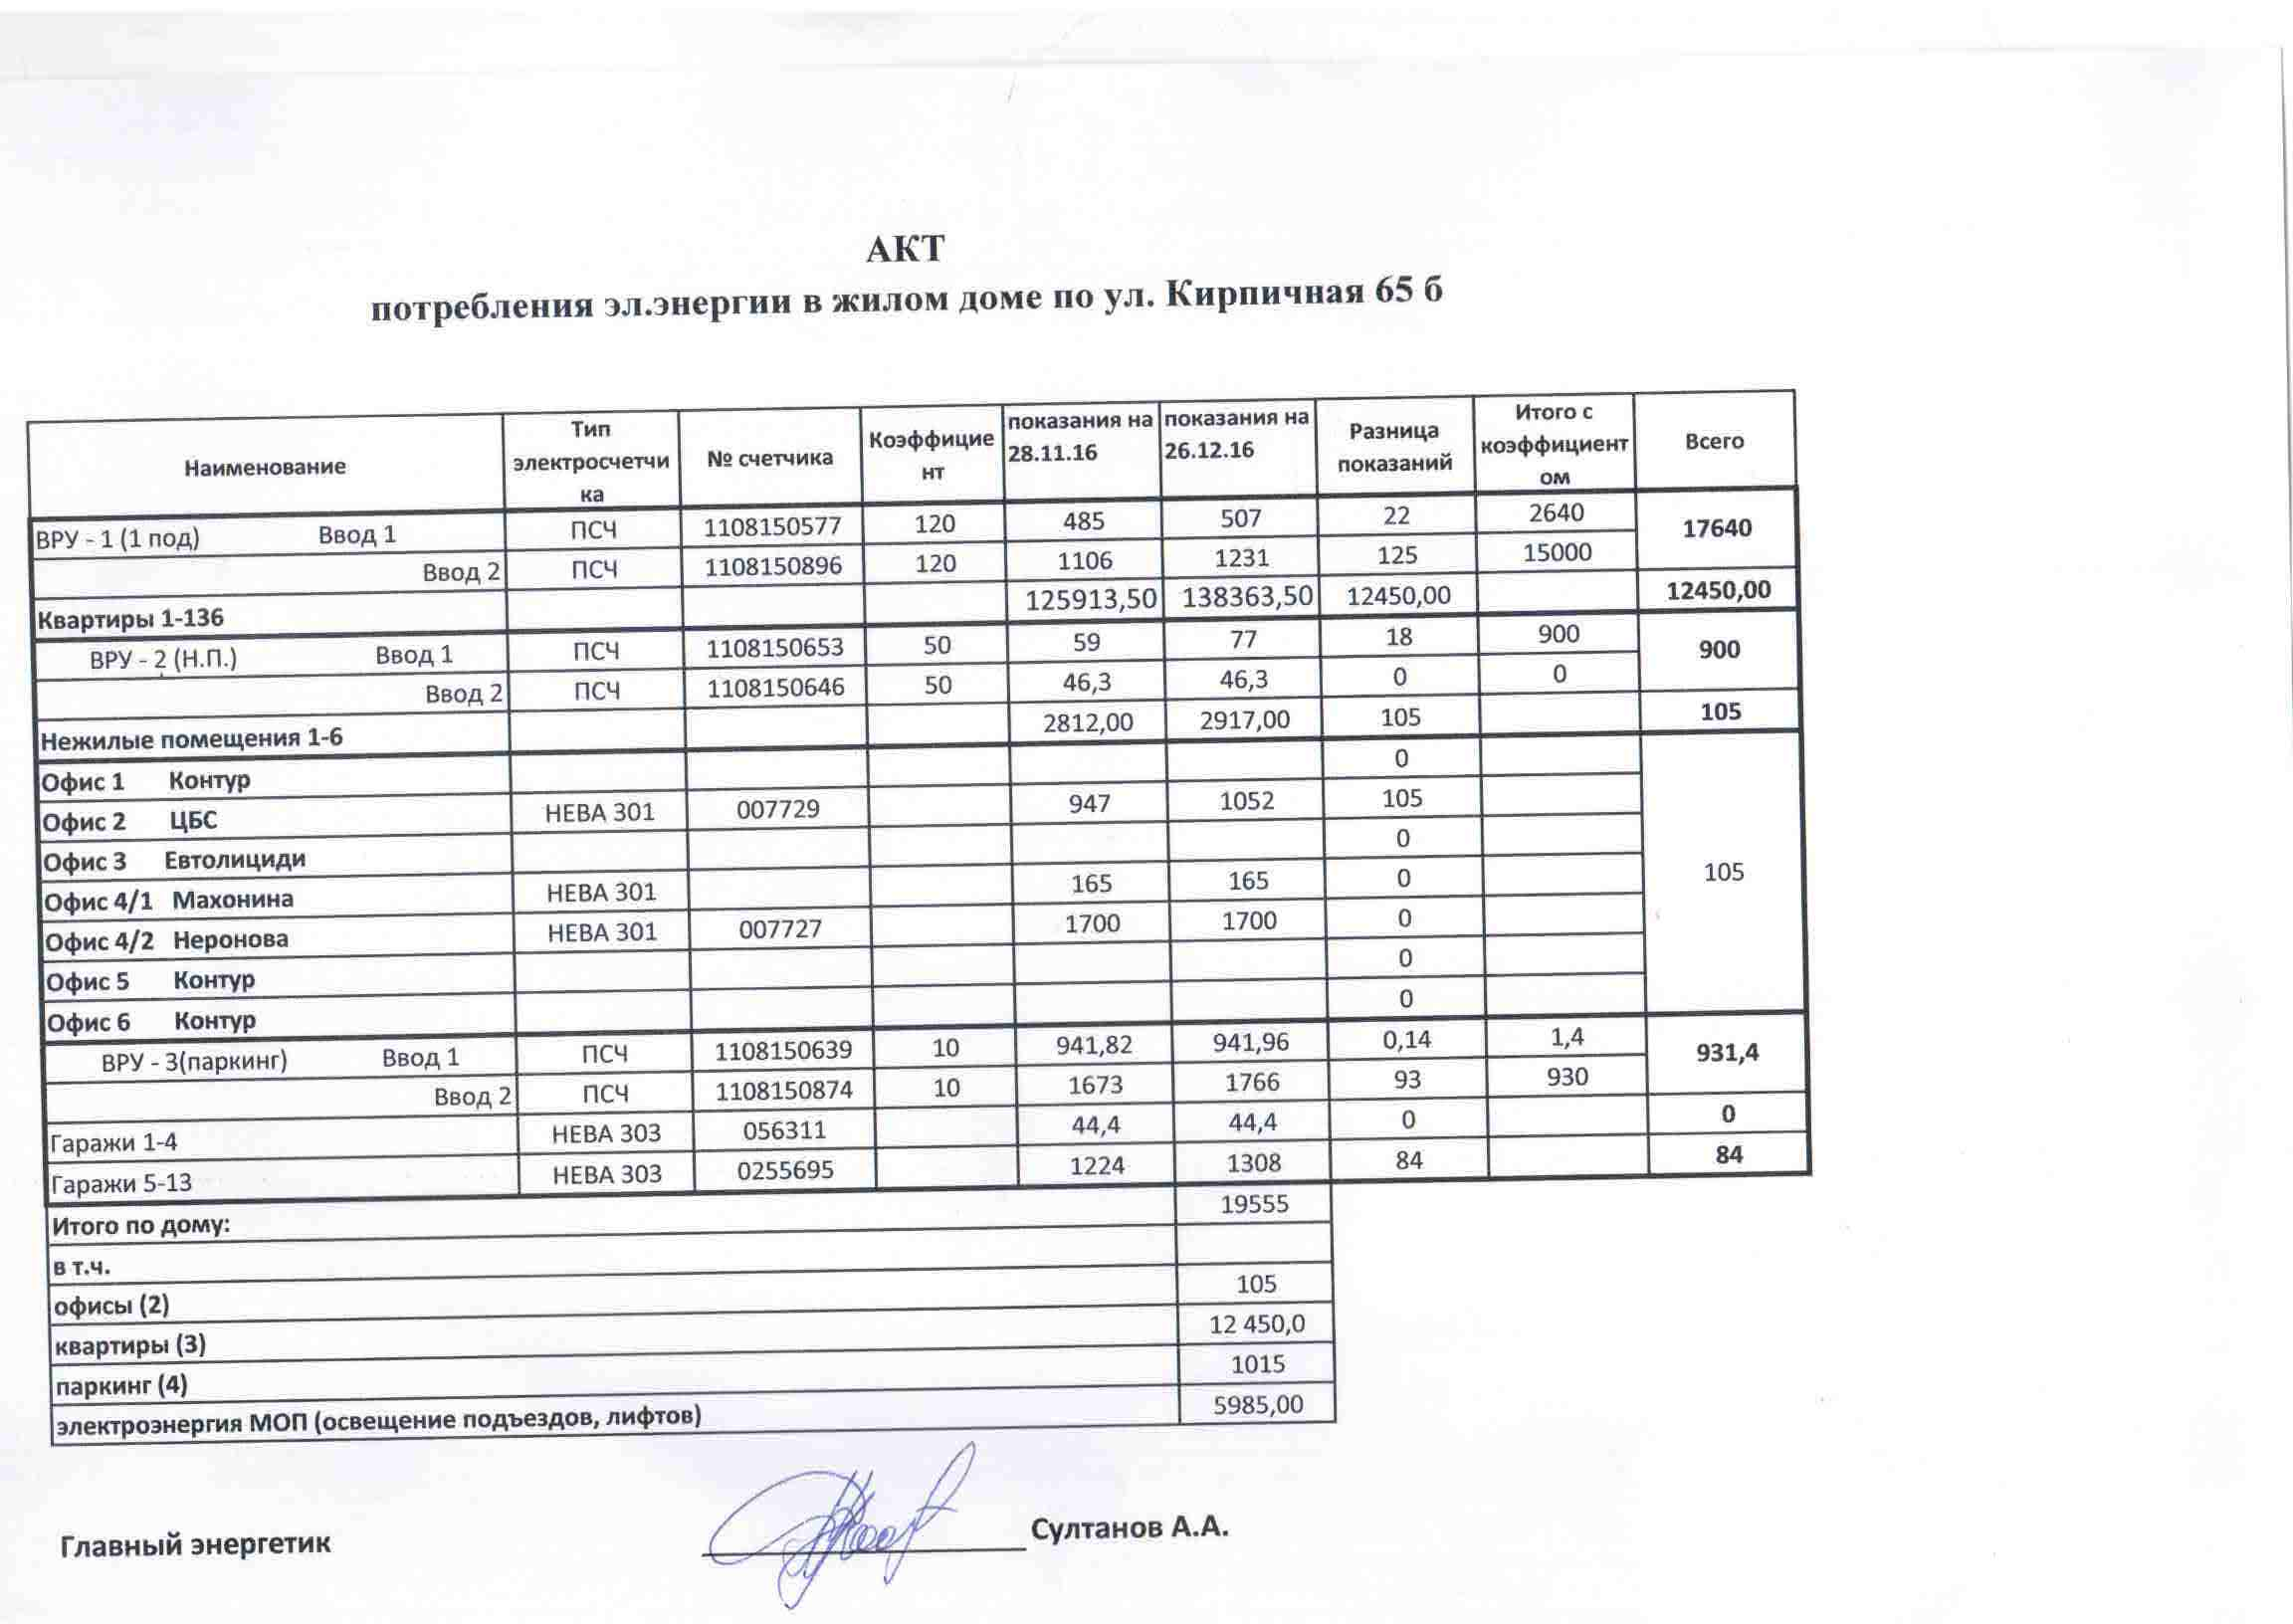 АКТ
потребления эл.энергии в жилом доме по ул. Кирпичная 65 б
Наименование Тип электросчетчи ка № счетчика Коэффицие нт показания на 28.11.16 показания на 26.12.16 Разница показаний Итого с коэффициент ом Всего
ВРУ - 1 (1 под) Ввод 1 ПСЧ 1108150577 120 485 507 22 2640 17640
Ввод 2 ПСЧ 1108150896 120 1106 1231 125 15000
Квартиры 1-136 125913,50 138363,50 12450,00 12450,00
ВРУ - 2 (Н.П.) Ввод 1 ПСЧ 1108150653 50 59 77 18 900 900
Ввод 2 ПСЧ 1108150646 50 46,3 46,3 0 0
Нежилые помещения 1-6 2812,00 2917,00 105 105
Офис 1 Контур 0 105
Офис 2 ЦБС НЕВА 301 007729 947 1052 105
Офис 3 Евтолициди 0
Офис 4/1 Махонина НЕВА 301 165 165 0
Офис 4/2 Неронова НЕВА 301 007727 1700 1700 0
Офис 5 Контур 0
Офис 6 Контур 0
ВРУ - 3(паркинг) Ввод 1 ПСЧ 1108150639 10 941,82 941,96 0,14 1,4 931,4
Ввод 2 ПСЧ 1108150874 10 1673 1766 93 930
Гаражи 1-4 НЕВА 303 056311 44,4 44,4 0 0
Гаражи 5-13 НЕВА 303 0255695 1224 1308 84 84
Итого по дому: 19555
в т.ч.
офисы (2) 105
квартиры (3) 12 450,0
паркинг (4) 1015
электроэнергия МОП (освещение подъездов, лифтов) 5985,00
Главный энергетик Султанов А.А.